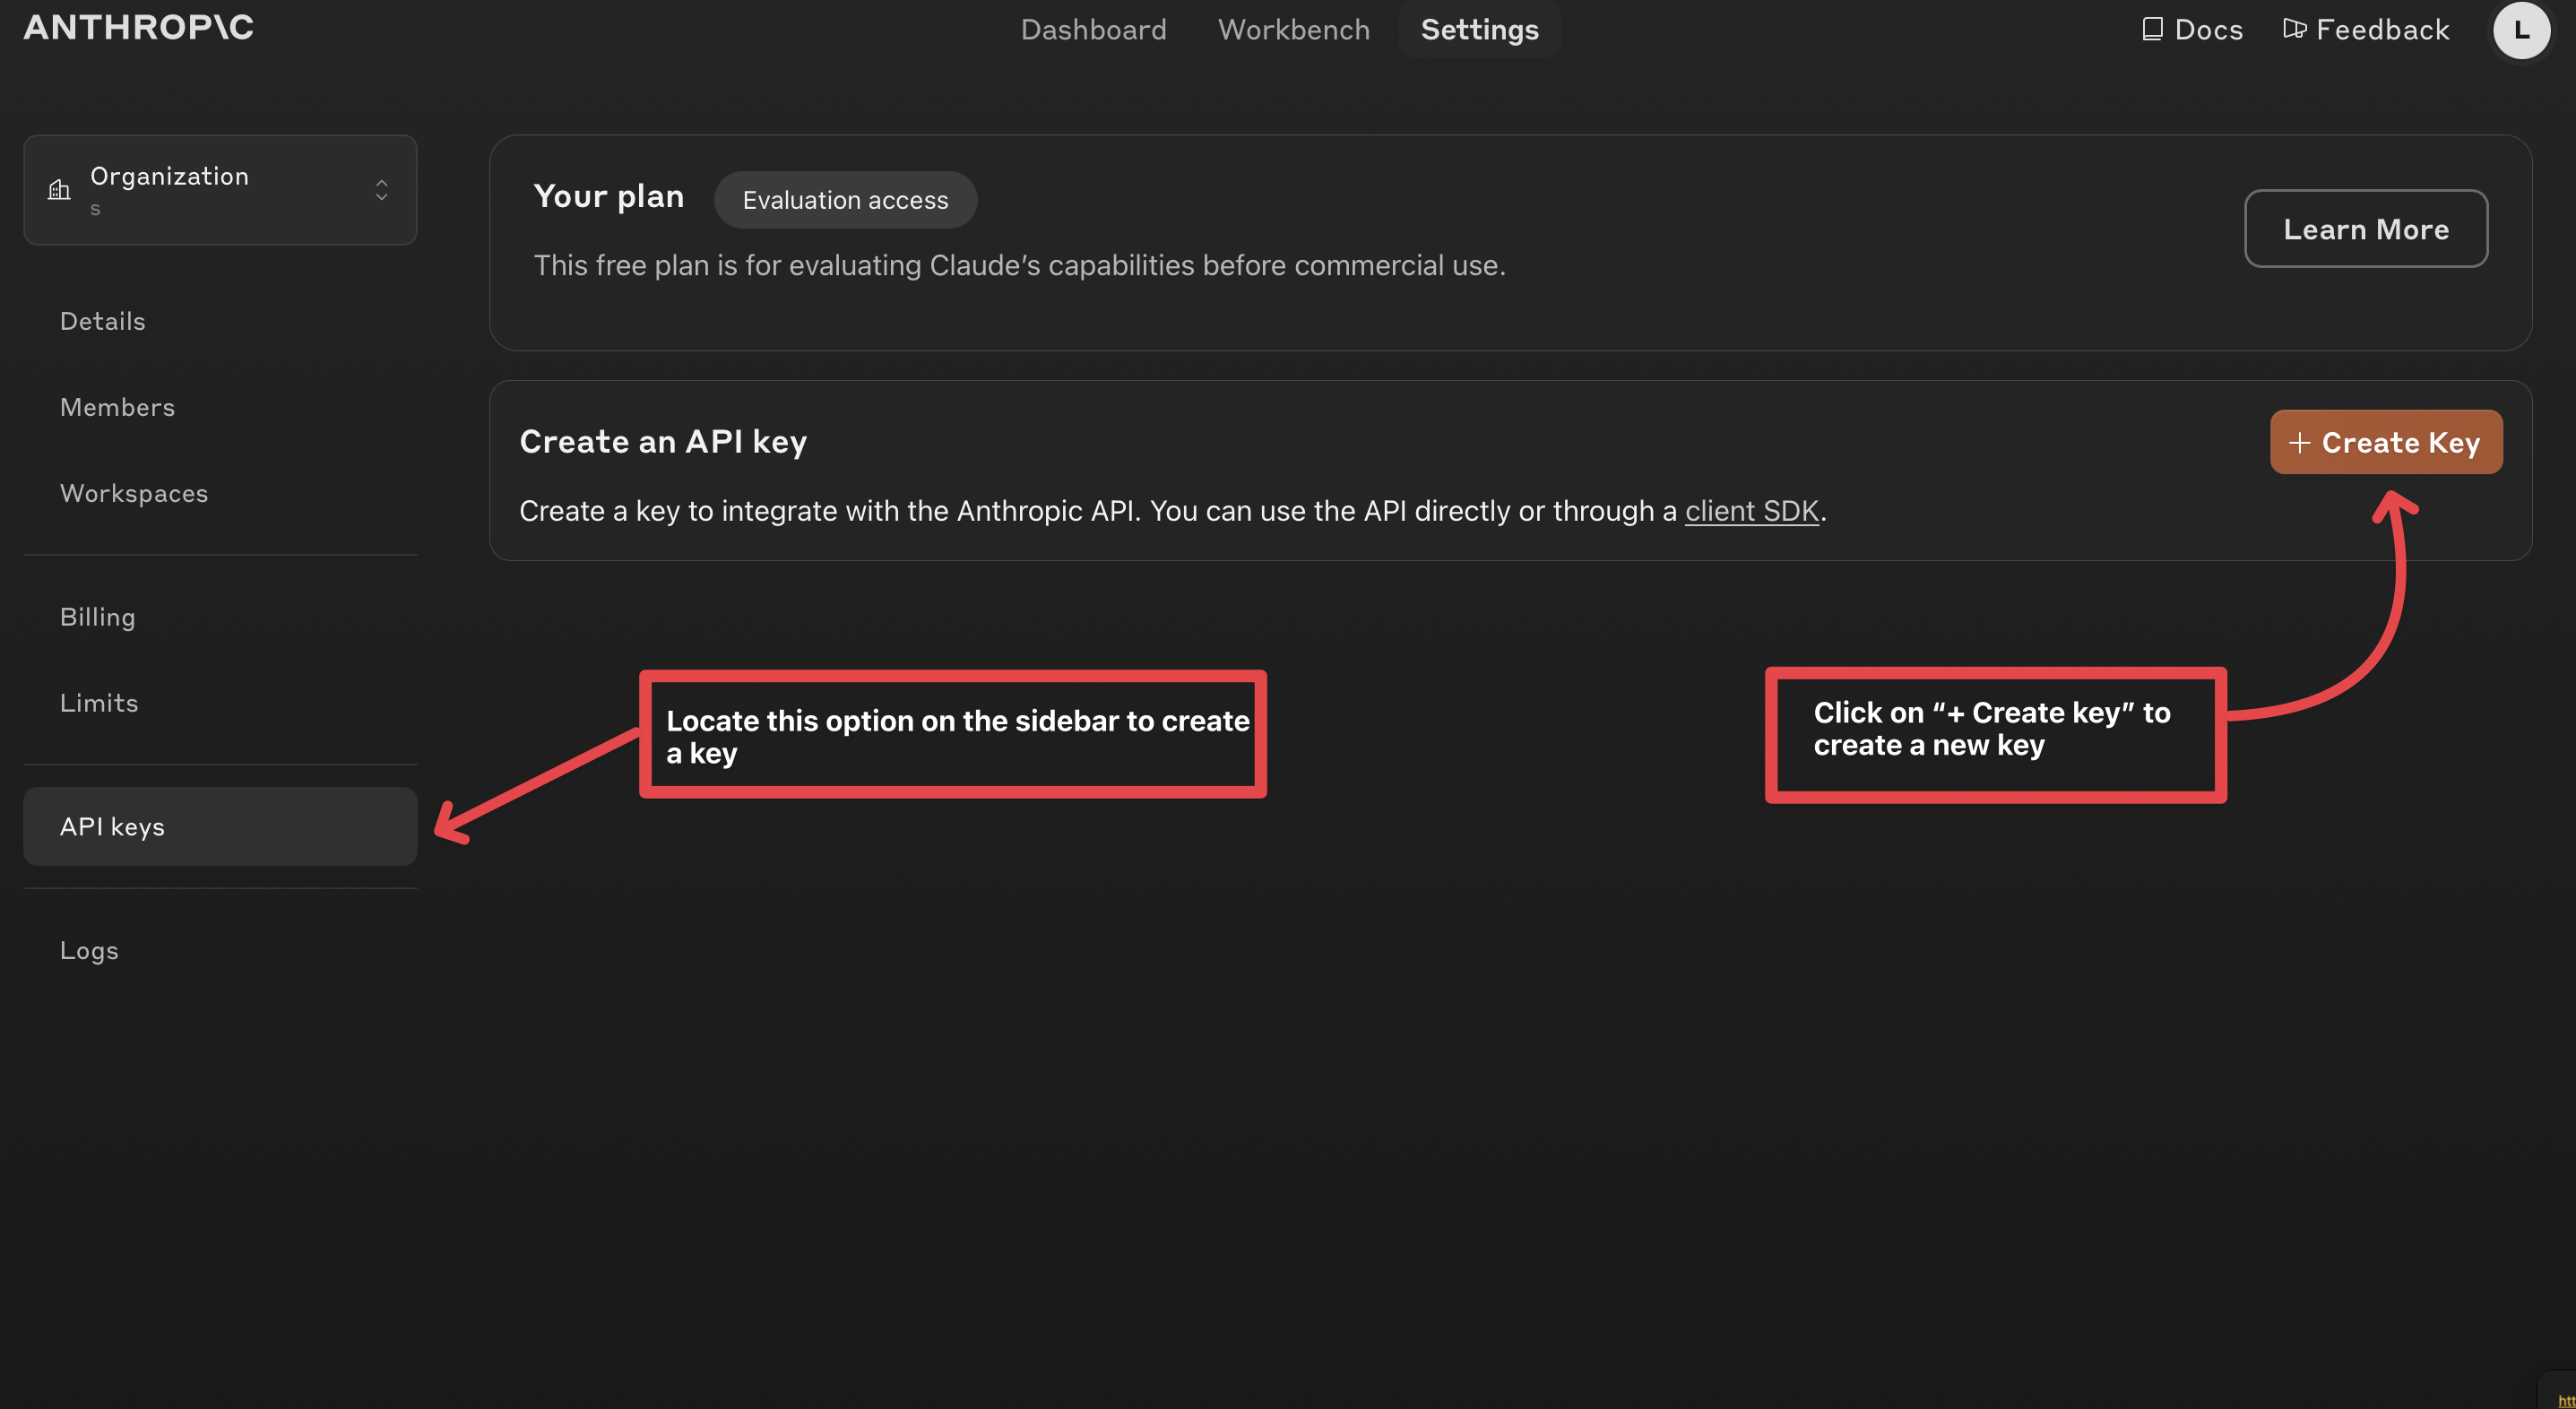 ANTHROP\C
Dashboard
Workbench
Settings
Docs
Feedback
L
Organization
s
Details
Members
Workspaces
Billing
Limits
API keys
Logs
Your plan
Evaluation access
This free plan is for evaluating Claude’s capabilities before commercial use.
Learn More
Create an API key
+ Create Key
Create a key to integrate with the Anthropic API. You can use the API directly or through a client SDK.
Locate this option on the sidebar to create
a key
Click on “+ Create key” to
create a new key